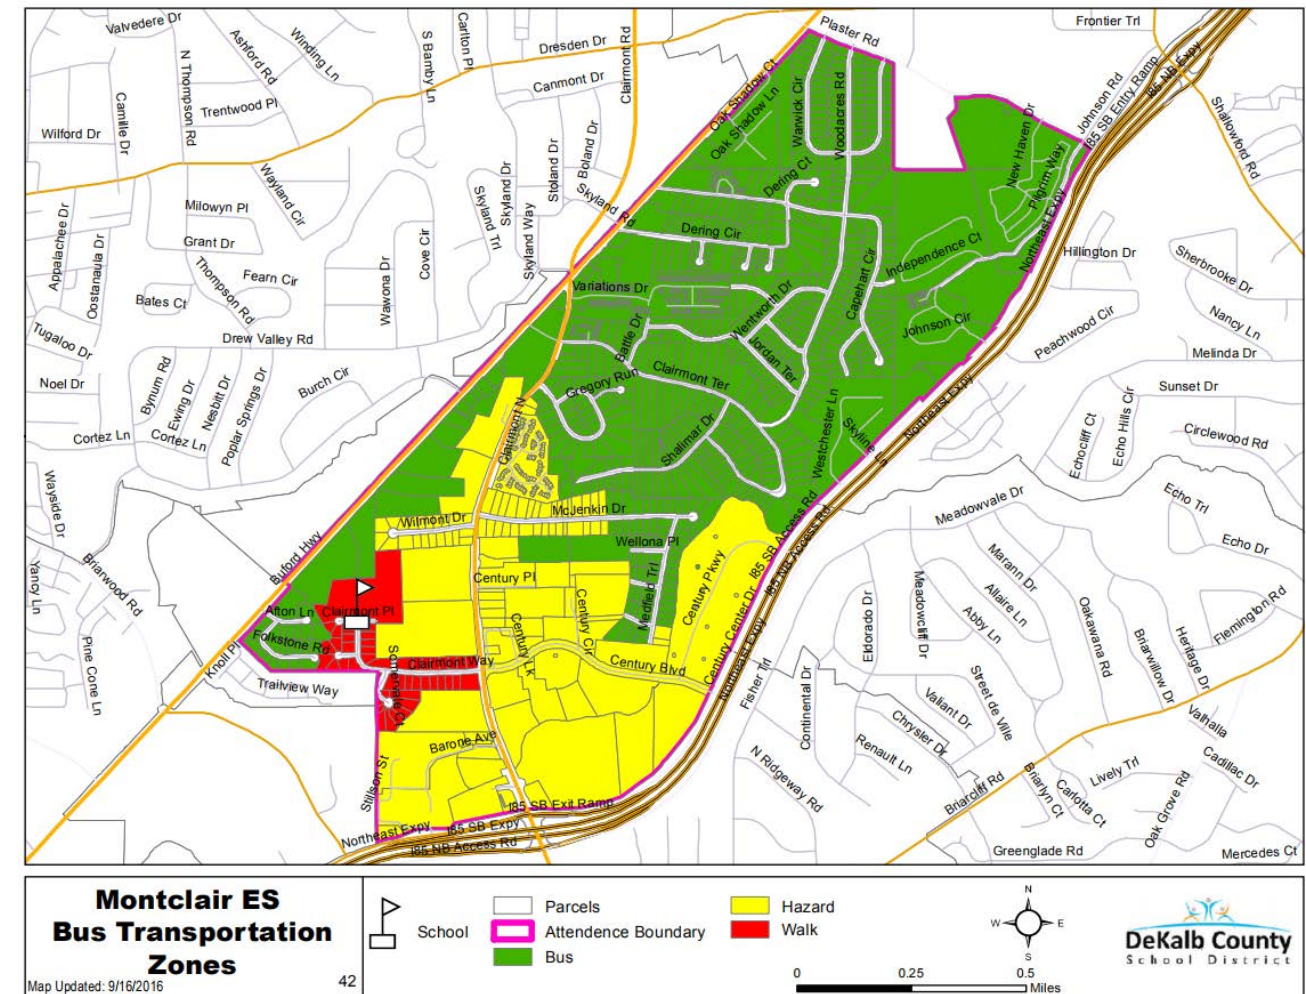 Valvedere Dr
N Thompson Rd
Ashford Rd
Winding Ln
S Bamby Ln
Carlton Pl
Dresden Dr
Clairmont Rd
Plaster Rd
Frontier Trl
Camille Dr
Trentwood Pl
Canmont Dr
Oak Shadow Ct
Oak Shadow Ln
Warwick Cir
Woodacres Rd
Johnson Rd
I85 SB Entry Ramp
I85 NB Expy
Shallowford Rd
Wilford Dr
Wayland Cir
Skyland Trl
Skyland Dr
Skyland Way
Stoland Dr
Boland Dr
Skyland Rd
Dering Ct
New Haven Dr
Pilgrim Way
Northeast Expy
Appalachee Dr
Oostanaula Dr
Milowyn Pl
Grant Dr
Thompson Rd
Fearn Cir
Bates Ct
Wawona Dr
Cove Cir
Dering Cir
Capehart Cir
Independence Ct
Hillington Dr
Sherbrooke Dr
Tugaloo Dr
Drew Valley Rd
Variations Dr
Battle Dr
Wentworth Dr
Jordan Ter
Johnson Cir
Peachwood Cir
Nancy Ln
Melinda Dr
Noel Dr
Bynum Rd
Ewing Dr
Nesbitt Dr
Poplar Springs Dr
Burch Cir
Gregory Run
Clairmont Ter
Sunset Dr
Cortez Ln
Cortez Ln
Clairmont N
Shalimar Dr
Westchester Ln
Skyline Ln
Northeast Expy
Echocliff Ct
Echo Hills Cir
Circlewood Rd
Wayside Dr
Wilmont Dr
McJenkin Dr
Meadowvale Dr
Echo Trl
Buford Hwy
Wellona Pl
I85 SB Access Rd
I85 NB Access Rd
Echo Dr
Yancy Ln
Briarwood Rd
Century Pl
Medfield Trl
Century Pkwy
Marann Dr
Allaire Ln
Abby Ln
Meadowcliff Dr
Eldorado Dr
Oakawana Rd
Flemington Rd
Afton Ln
Clairmont Pl
Century Cir
Century Lk
Century Center Dr
Briarwillow Dr
Heritage Dr
Pine Cone Ln
Knoll Pl
Folkstone Rd
Somervale Ct
Clairmont Way
Century Blvd
Northeast Expy
Fisher Trl
Continental Dr
Street de Ville
Trailview Way
Valiant Dr
Chrysler Dr
Renault Ln
Valhalla
Cadillac Dr
Stillson St
Barone Ave
N Ridgeway Rd
Briarcliff Rd
Briarlyn Ct
Carlotta Ct
Lively Trl
Oak Grove Rd
Northeast Expy
I85 SB Expy
I85 SB Exit Ramp
I85 NB Access Rd
Greenglade Rd
Mercedes Ct
Montclair ES
Bus Transportation
Zones
Map Updated: 9/16/2016
42
School
Parcels
Attendence Boundary
Bus
Hazard
Walk
N
W
E
S
0
0.25
0.5
Miles
DeKalb County
School District